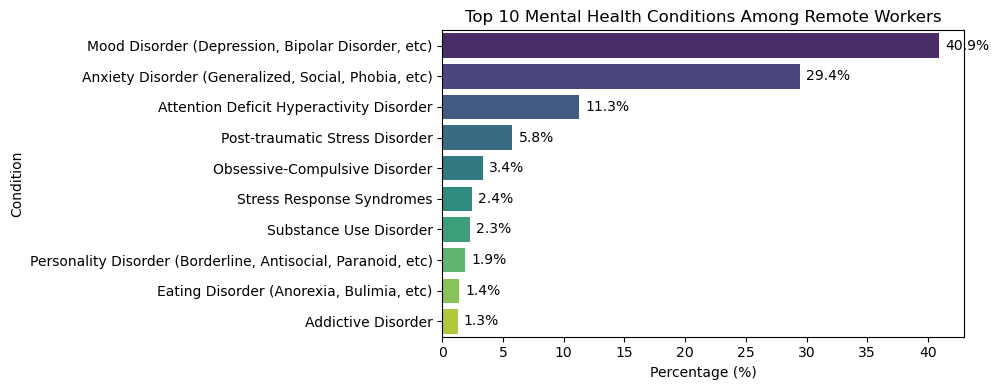 Top 10 Mental Health Conditions Among Remote Workers
Mood Disorder (Depression, Bipolar Disorder, etc) 40.9%
Anxiety Disorder (Generalized, Social, Phobia, etc) 29.4%
Attention Deficit Hyperactivity Disorder 11.3%
Post-traumatic Stress Disorder 5.8%
Obsessive-Compulsive Disorder 3.4%
Stress Response Syndromes 2.4%
Substance Use Disorder 2.3%
Personality Disorder (Borderline, Antisocial, Paranoid, etc) 1.9%
Eating Disorder (Anorexia, Bulimia, etc) 1.4%
Addictive Disorder 1.3%
Condition
0 5 10 15 20 25 30 35 40
Percentage (%)